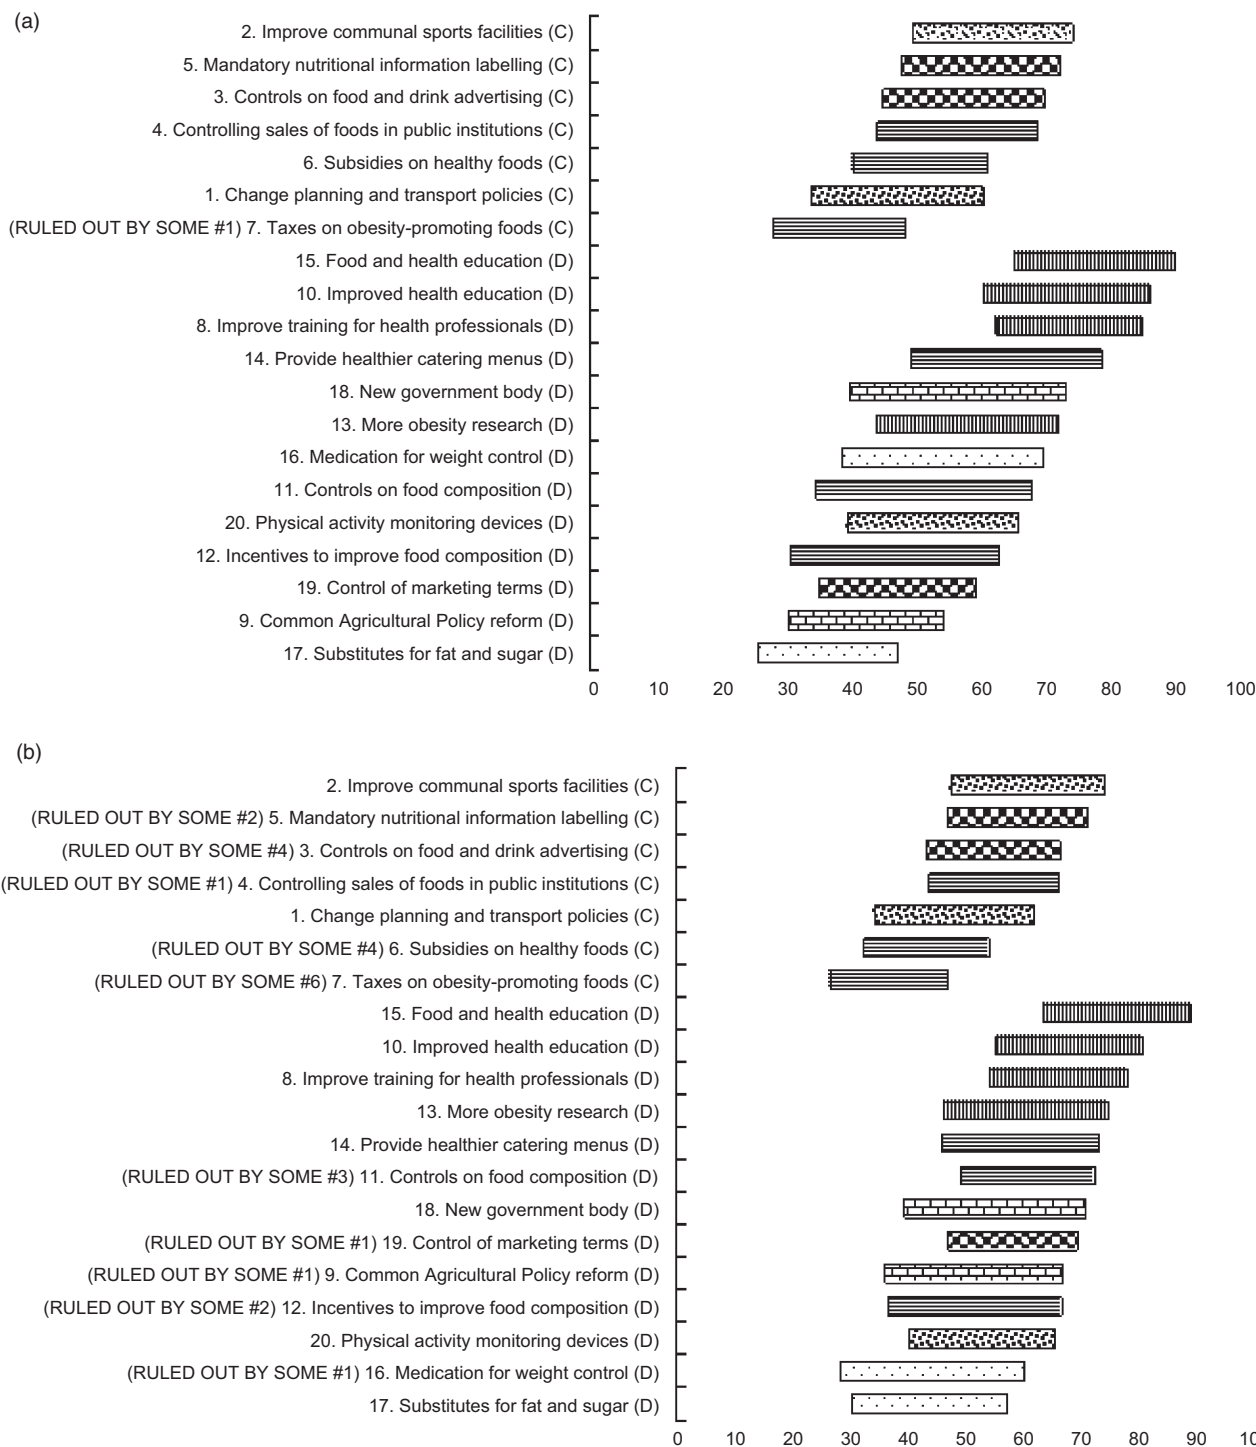 (a)
2. Improve communal sports facilities (C)
5. Mandatory nutritional information labelling (C)
3. Controls on food and drink advertising (C)
4. Controlling sales of foods in public institutions (C)
6. Subsidies on healthy foods (C)
1. Change planning and transport policies (C)
(RULED OUT BY SOME #1) 7. Taxes on obesity-promoting foods (C)
15. Food and health education (D)
10. Improved health education (D)
8. Improve training for health professionals (D)
14. Provide healthier catering menus (D)
18. New government body (D)
13. More obesity research (D)
16. Medication for weight control (D)
11. Controls on food composition (D)
20. Physical activity monitoring devices (D)
12. Incentives to improve food composition (D)
19. Control of marketing terms (D)
9. Common Agricultural Policy reform (D)
17. Substitutes for fat and sugar (D)
0 10 20 30 40 50 60 70 80 90 100
(b)
2. Improve communal sports facilities (C)
(RULED OUT BY SOME #2) 5. Mandatory nutritional information labelling (C)
(RULED OUT BY SOME #4) 3. Controls on food and drink advertising (C)
(RULED OUT BY SOME #1) 4. Controlling sales of foods in public institutions (C)
1. Change planning and transport policies (C)
(RULED OUT BY SOME #4) 6. Subsidies on healthy foods (C)
(RULED OUT BY SOME #6) 7. Taxes on obesity-promoting foods (C)
15. Food and health education (D)
10. Improved health education (D)
8. Improve training for health professionals (D)
13. More obesity research (D)
14. Provide healthier catering menus (D)
(RULED OUT BY SOME #3) 11. Controls on food composition (D)
18. New government body (D)
(RULED OUT BY SOME #1) 19. Control of marketing terms (D)
(RULED OUT BY SOME #1) 9. Common Agricultural Policy reform (D)
(RULED OUT BY SOME #2) 12. Incentives to improve food composition (D)
20. Physical activity monitoring devices (D)
(RULED OUT BY SOME #1) 16. Medication for weight control (D)
17. Substitutes for fat and sugar (D)
0 10 20 30 40 50 60 70 80 90 10